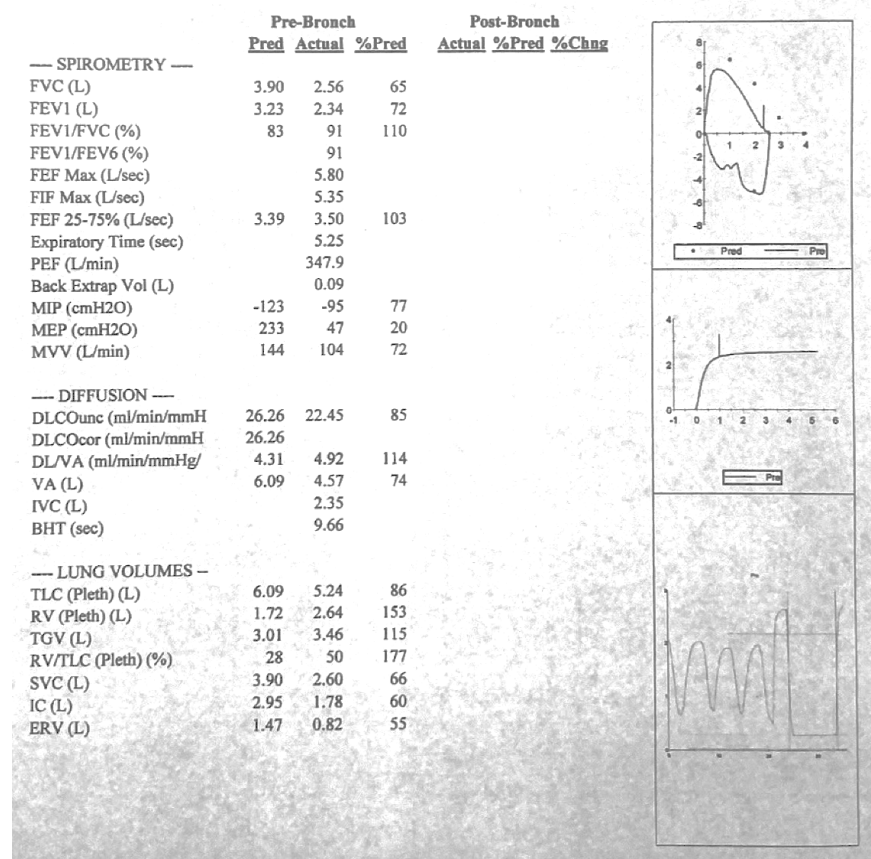 Pre-Bronch Post-Bronch
Pred Actual %Pred Actual %Pred %Chng
---- SPIROMETRY ----
FVC (L) 3.90 2.56 65
FEV1 (L) 3.23 2.34 72
FEV1/FVC (%) 83 91 110
FEV1/FEV6 (%) 91
FEF Max (L/sec) 5.80
FIF Max (L/sec) 5.35
FEF 25-75% (L/sec) 3.39 3.50 103
Expiratory Time (sec) 5.25
PEF (L/min) 347.9
Back Extrap Vol (L) 0.09
MIP (cmH2O) -123 -95 77
MEP (cmH2O) 233 47 20
MVV (L/min) 144 104 72
---- DIFFUSION ----
DLCOunc (ml/min/mmH 26.26 22.45 85
DLCOcor (ml/min/mmH 26.26
DL/VA (ml/min/mmHg/ 4.31 4.92 114
VA (L) 6.09 4.57 74
IVC (L) 2.35
BHT (sec) 9.66
---- LUNG VOLUMES --
TLC (Pleth) (L) 6.09 5.24 86
RV (Pleth) (L) 1.72 2.64 153
TGV (L) 3.01 3.46 115
RV/TLC (Pleth) (%) 28 50 177
SVC (L) 3.90 2.60 66
IC (L) 2.95 1.78 60
ERV (L) 1.47 0.82 55
8
6
4
2
0
1 2 3 4
-2
-4
-6
-8
Pred Pre
4
2
0
-1 0 1 2 3 4 5 6
Pre